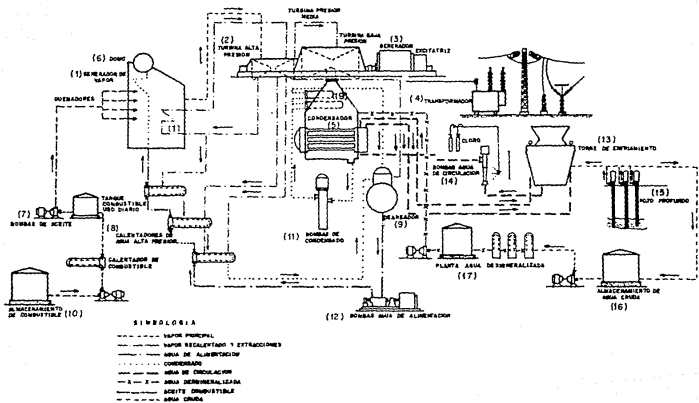 TURBINA PRESION
MEDIA
(2)
TURBINA ALTA
PRESION
TURBINA BAJA
PRESION
(3)
GENERADOR
EXCITATRIZ
(6) DOMO
(1) GENERADOR DE
VAPOR
QUEMADORES
(4)
TRANSFORMADOR
CONDENSADOR
(5)
CLORO
BOMBAS AGUA
DE CIRCULACION
(14)
(13)
TORRE DE ENFRIAMIENTO
(15)
POZO PROFUNDO
(7)
BOMBAS DE ACEITE
TANQUE
COMBUSTIBLE
USO DIARIO
(8)
CALENTADORES DE
AGUA ALTA PRESION
CALENTADOR DE
COMBUSTIBLE
(11)
BOMBAS DE
CONDENSADO
DEAREADOR
(9)
PLANTA AGUA DESMINERALIZADA
(17)
ALMACENAMIENTO DE
AGUA CRUDA
(16)
ALMACENAMIENTO
DE COMBUSTIBLE (10)
(12) BOMBAS AGUA DE ALIMENTACION
SIMBOLOGIA
VAPOR PRINCIPAL
VAPOR RECALENTADO Y EXTRACCIONES
AGUA DE ALIMENTACION
CONDENSADO
AGUA DE CIRCULACION
X - X AGUA DESMINERALIZADA
ACEITE COMBUSTIBLE
AGUA CRUDA